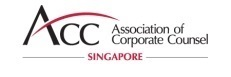 ACC Association of
Corporate Counsel
SINGAPORE